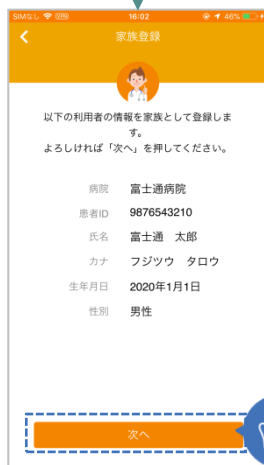 SIMなし VPN 16:02 46%
家族登録
以下の利用者の情報を家族として登録しま
す。
よろしければ「次へ」を押してください。
病院 富士通病院
患者ID 9876543210
氏名 富士通 太郎
カナ フジツウ タロウ
生年月日 2020年1月1日
性別 男性
次へ